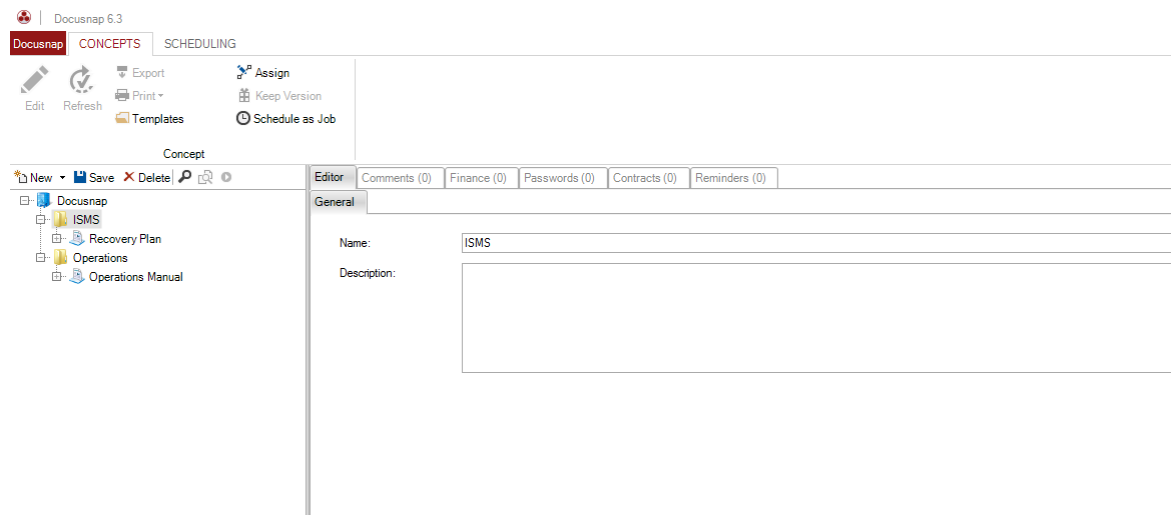 Docusnap 6.3
Docusnap CONCEPTS SCHEDULING
Edit
Refresh
Export
Print
Templates
Assign
Keep Version
Schedule as Job
Concept
New Save Delete
Docusnap
ISMS
Recovery Plan
Operations
Operations Manual
Editor Comments (0) Finance (0) Passwords (0) Contracts (0) Reminders (0)
General
Name: ISMS
Description: